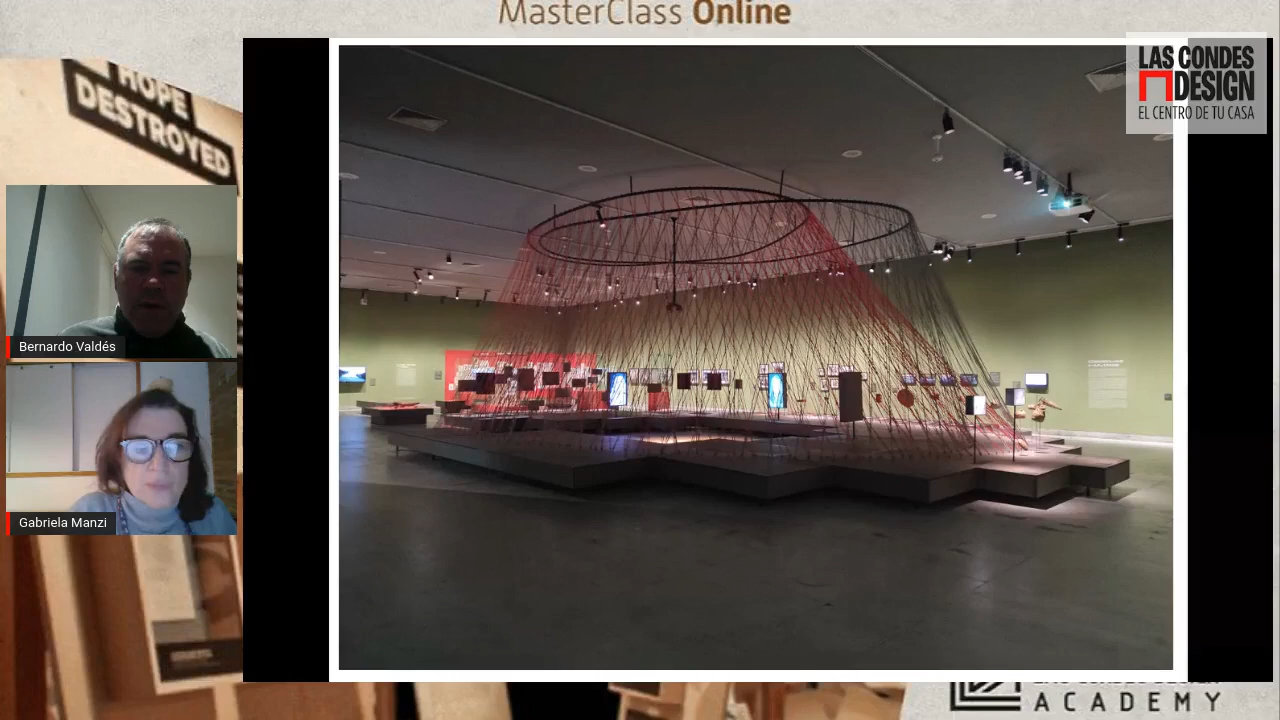 MasterClass Online
LAS CONDES
DESIGN
EL CENTRO DE TU CASA
HOPE
DESTROYED
Bernardo Valdés
Gabriela Manzi
ACADEMY